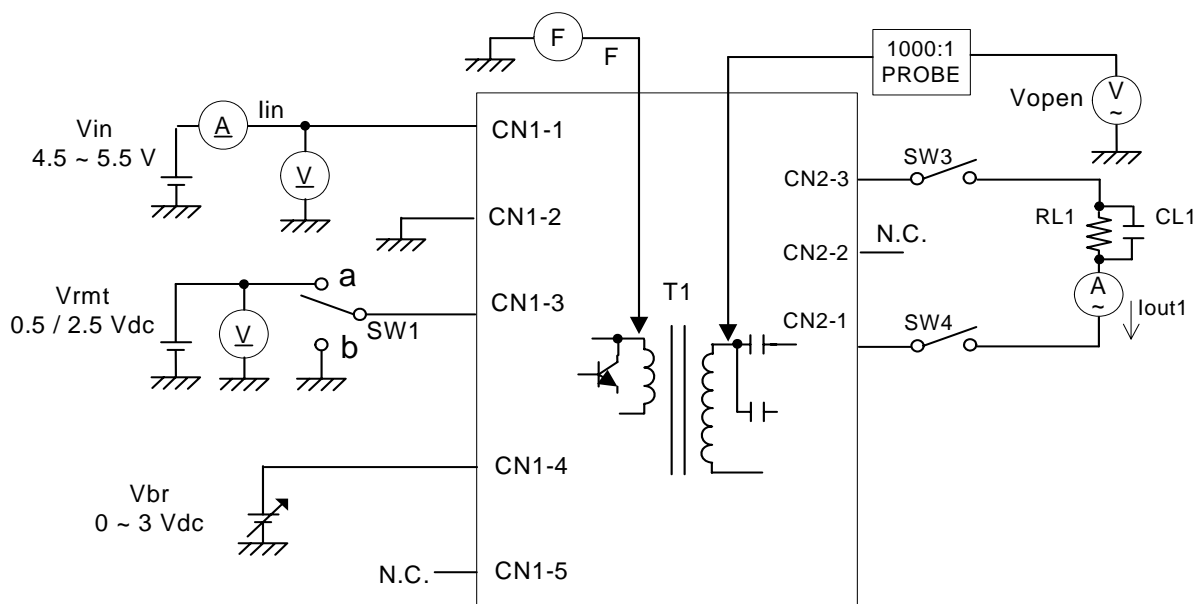 F
F
1000:1
PROBE
V
~
Vopen
Vin
4.5 ~ 5.5 V
A
Iin
V
CN1-1
CN1-2
Vrmt
0.5 / 2.5 Vdc
V
a
b
SW1
CN1-3
T1
CN2-3
SW3
CN2-2
N.C.
RL1
CL1
A
~
Iout1
CN2-1
SW4
Vbr
0 ~ 3 Vdc
CN1-4
N.C.
CN1-5